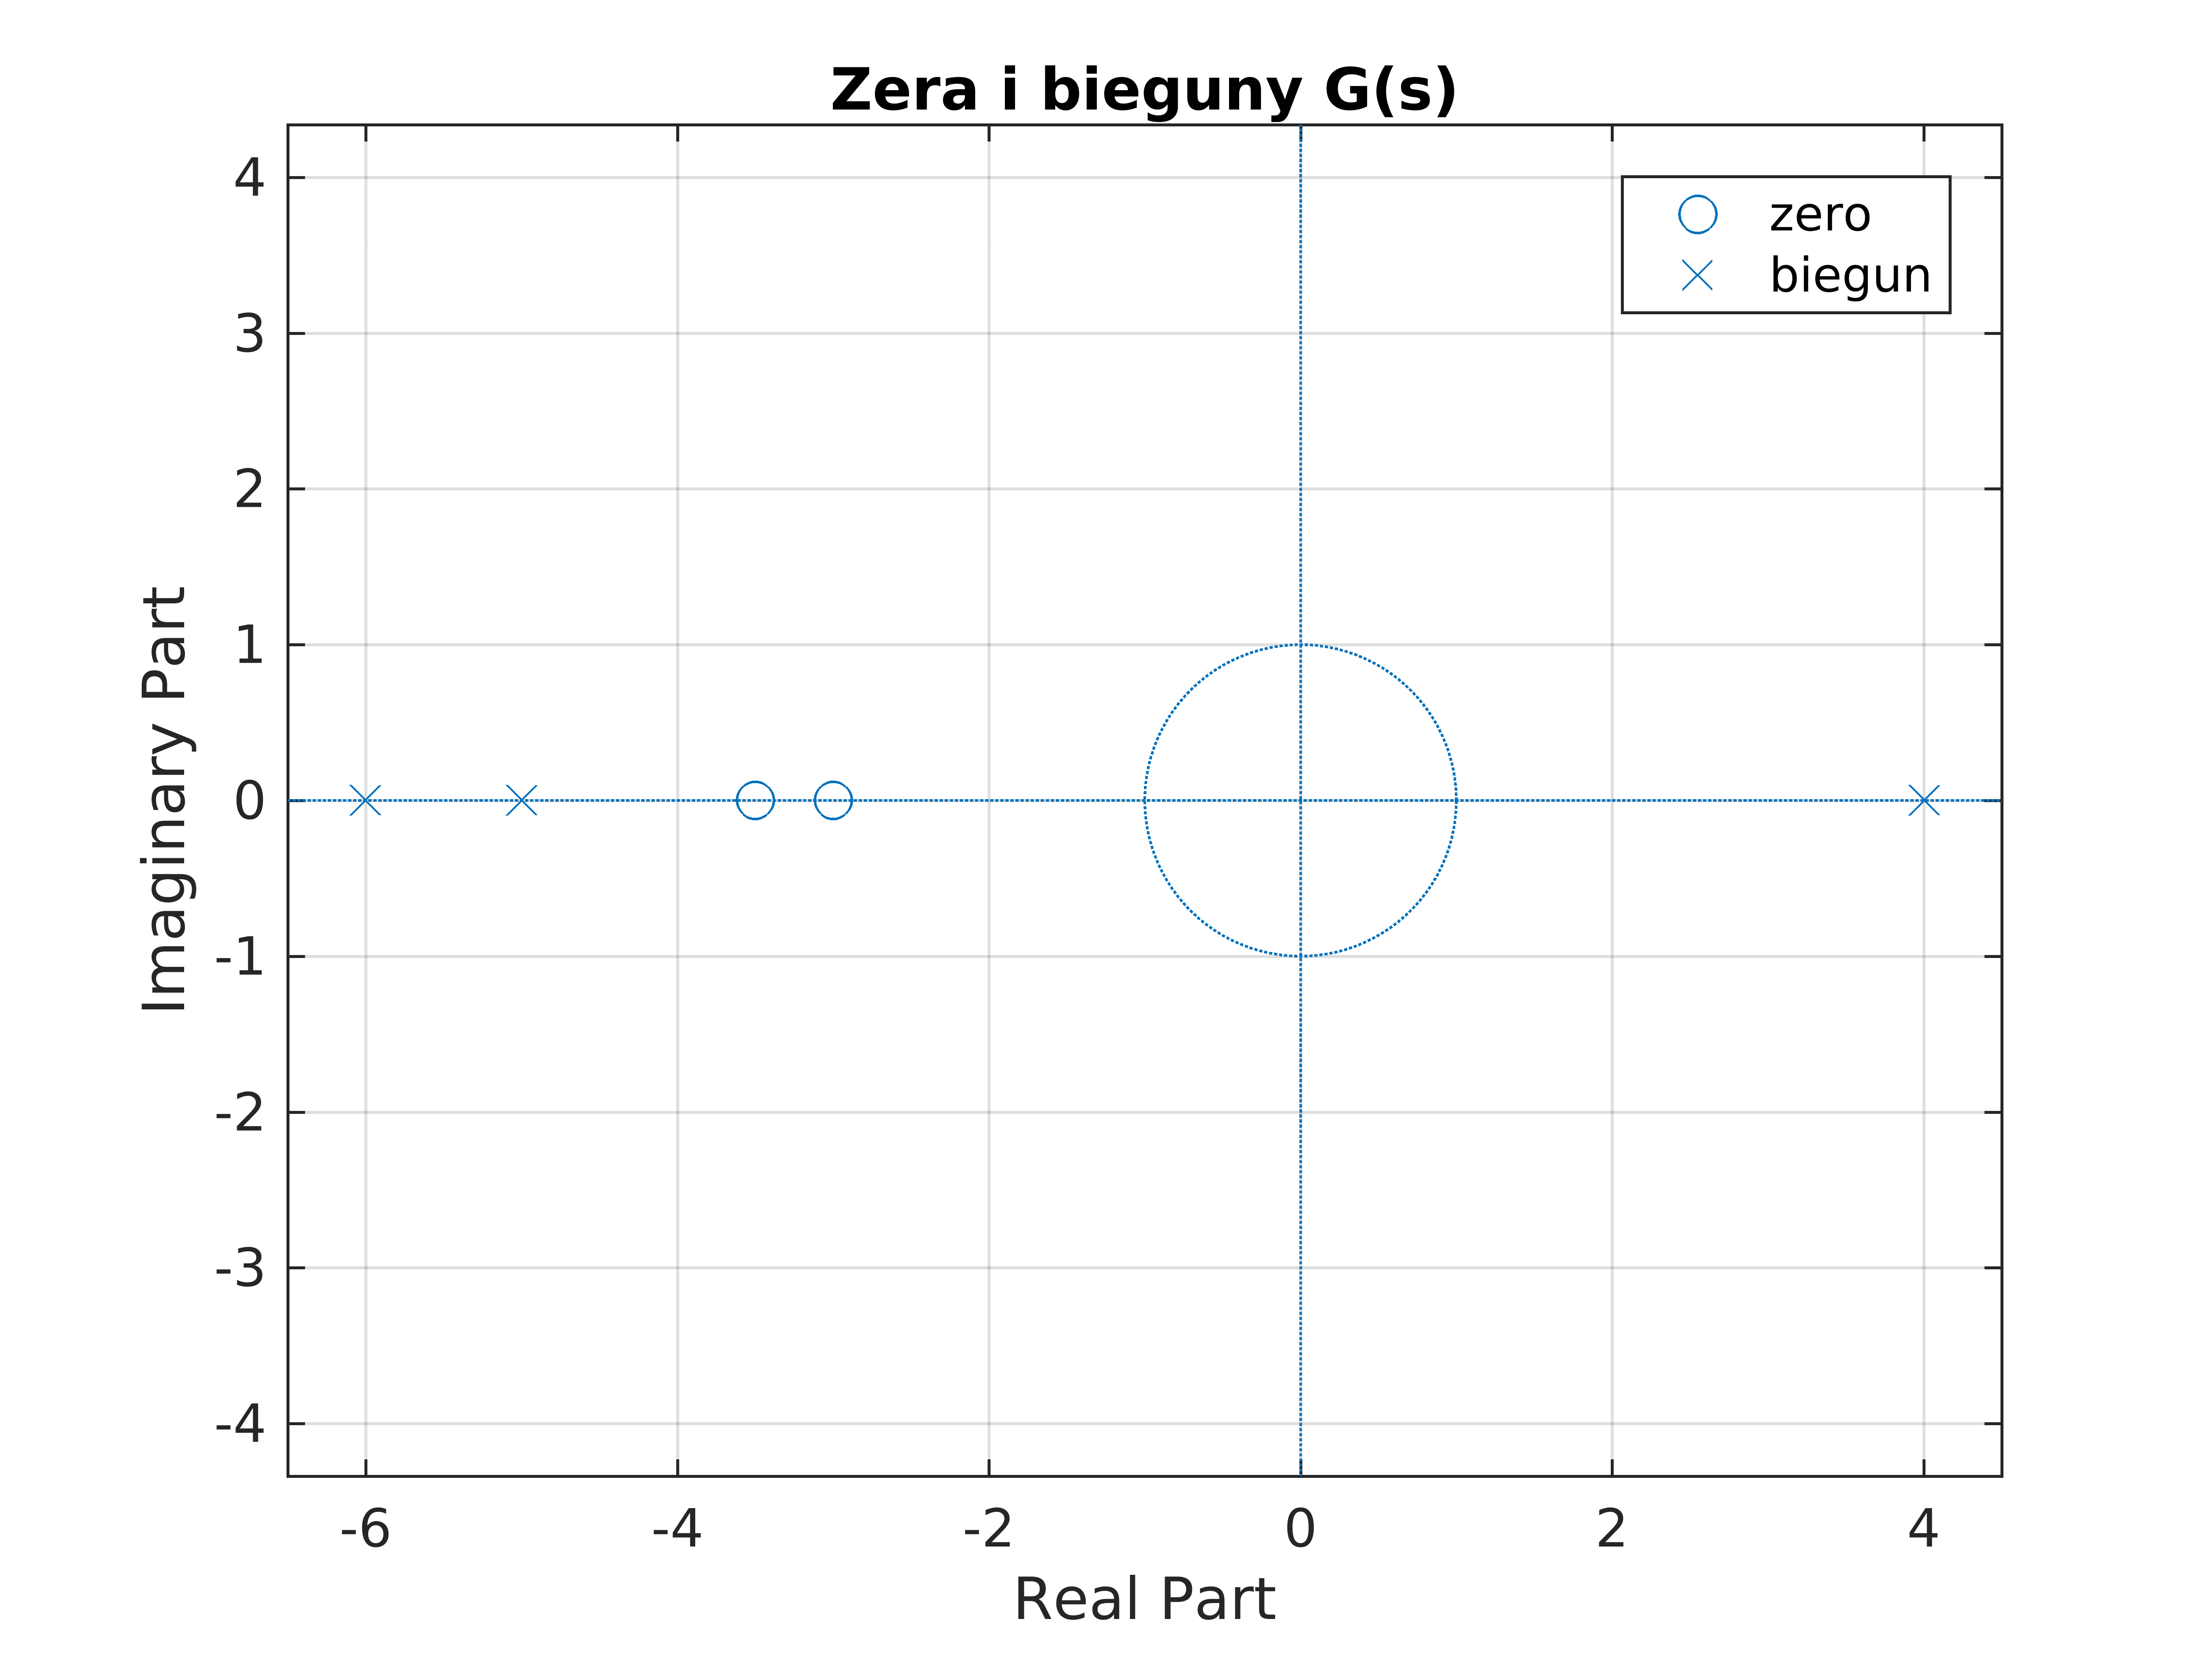 Zera i bieguny G(s)
zero
biegun
4
3
2
1
0
-1
-2
-3
-4
Imaginary Part
-6 -4 -2 0 2 4
Real Part